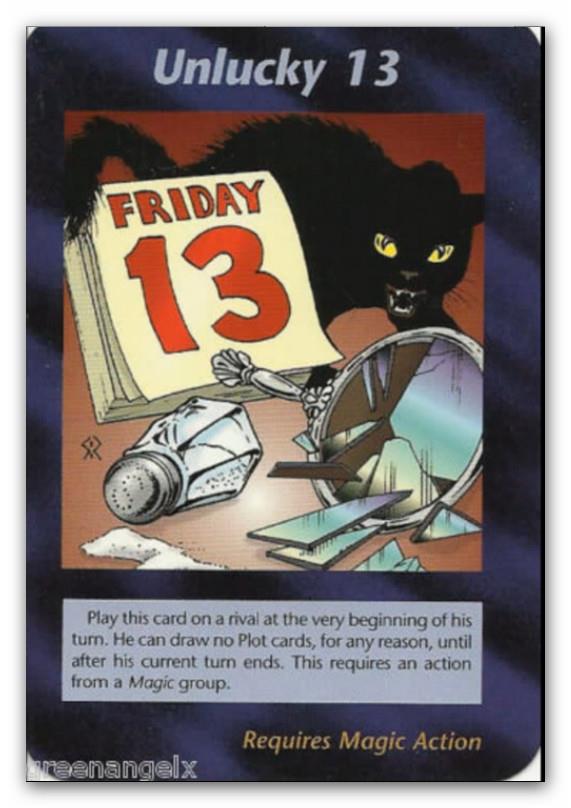 Unlucky 13
FRIDAY
13
Play this card on a rival at the very beginning of his
turn. He can draw no Plot cards, for any reason, until
after his current turn ends. This requires an action
from a Magic group.
Requires Magic Action
greenangelx